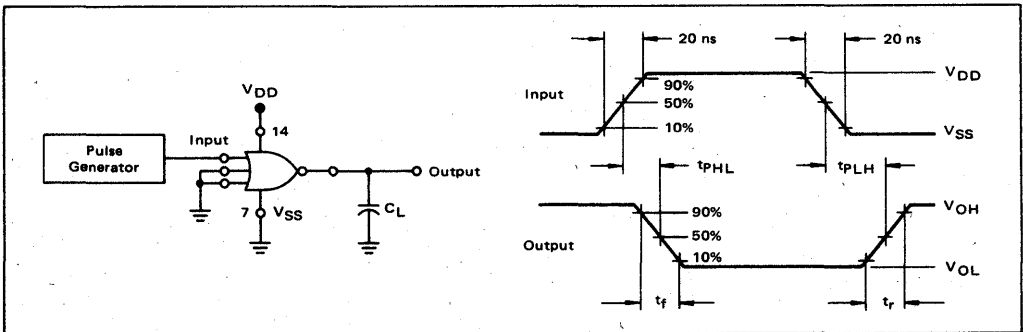 V DD
14
Input
Pulse
Generator
Output
7 VSS
CL
20 ns
20 ns
Input
90%
50%
10%
VDD
VSS
tPHL
tPLH
Output
90%
50%
10%
VOH
VOL
tf
tr